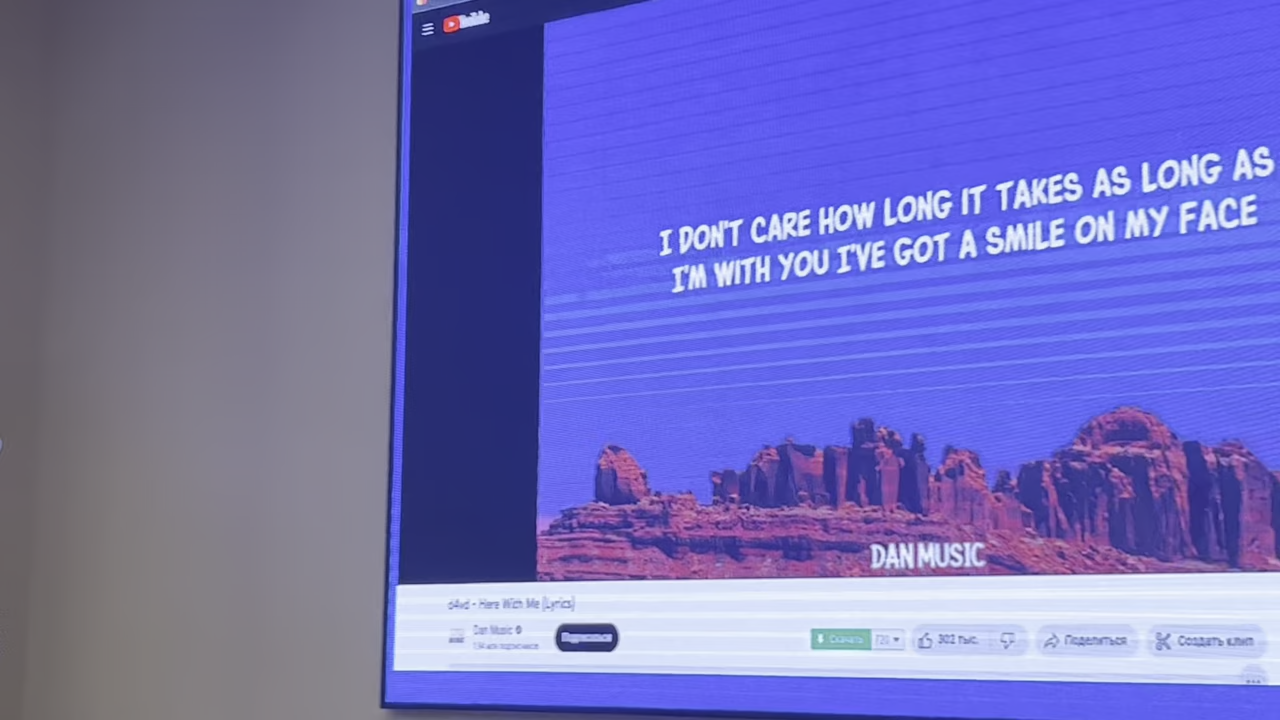 YouTube
I DON'T CARE HOW LONG IT TAKES AS LONG AS
I'M WITH YOU I'VE GOT A SMILE ON MY FACE
DAN MUSIC
d4vd - Here With Me (Lyrics)
Dan Music
Подписаться
Скачать 720
302 тыс.
Поделиться
Создать клип